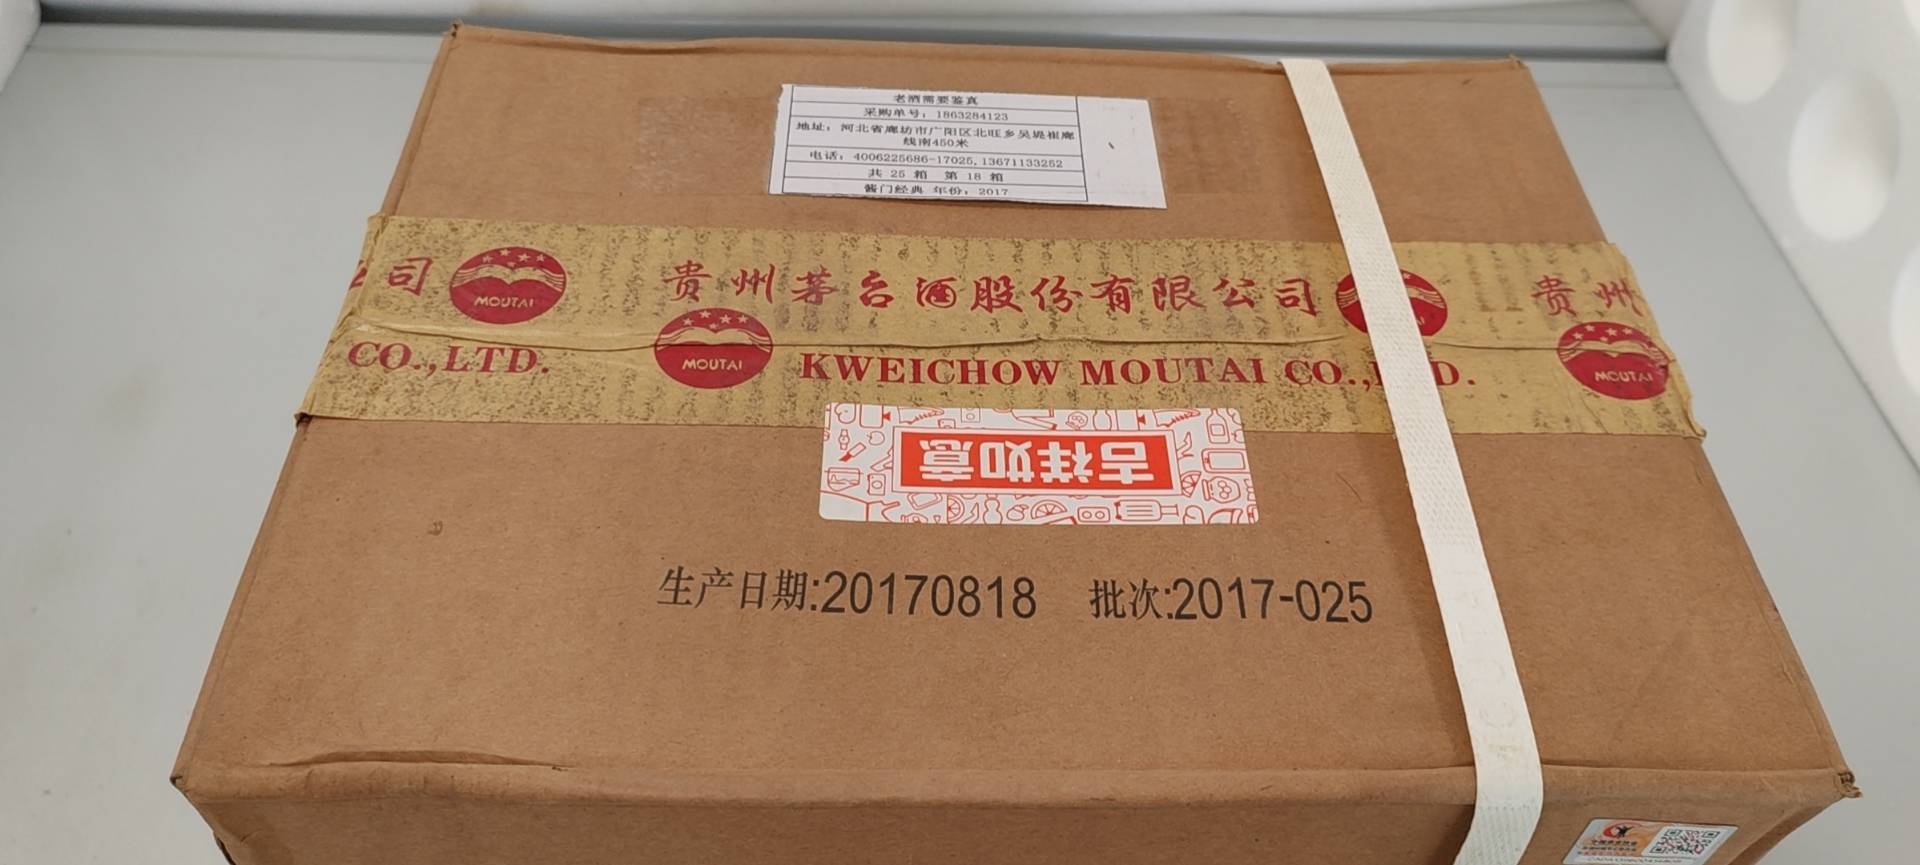 老酒需要鉴真
采购单号：1863284123
地址：河北省廊坊市广阳区北旺乡吴堤崔廊
线南450米
电话：4006225686-17025,13671133252
共 25 箱 第 18 箱
酱门经典 年份：2017
司 MOUTAI 贵州茅台酒股份有限公司 贵州
CO.,LTD. MOUTAI KWEICHOW MOUTAI CO., D. MOUTAI
吉祥如意
生产日期:20170818 批次:2017-025